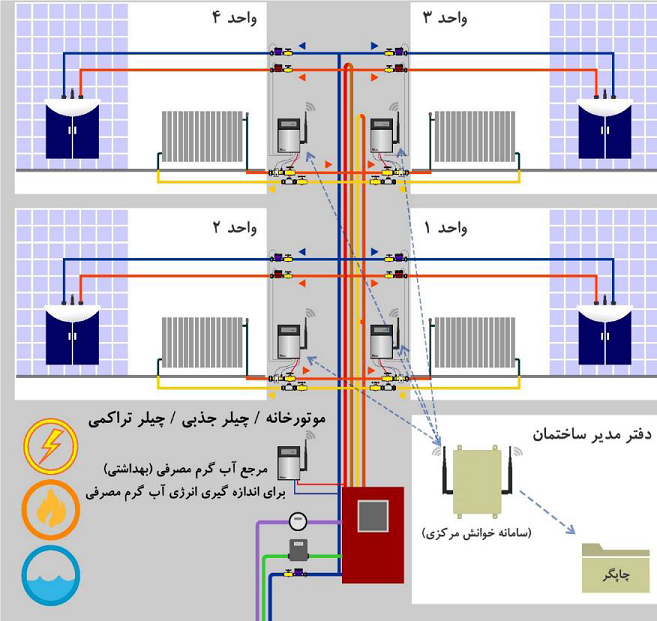 واحد ۳
واحد ۴
واحد ۱
واحد ۲
موتورخانه / چیلر جذبی / چیلر تراکمی
مرجع آب گرم مصرفی (بهداشتی)
برای اندازه گیری انرژی آب گرم مصرفی
دفتر مدیر ساختمان
(سامانه خوانش مرکزی)
چاپگر